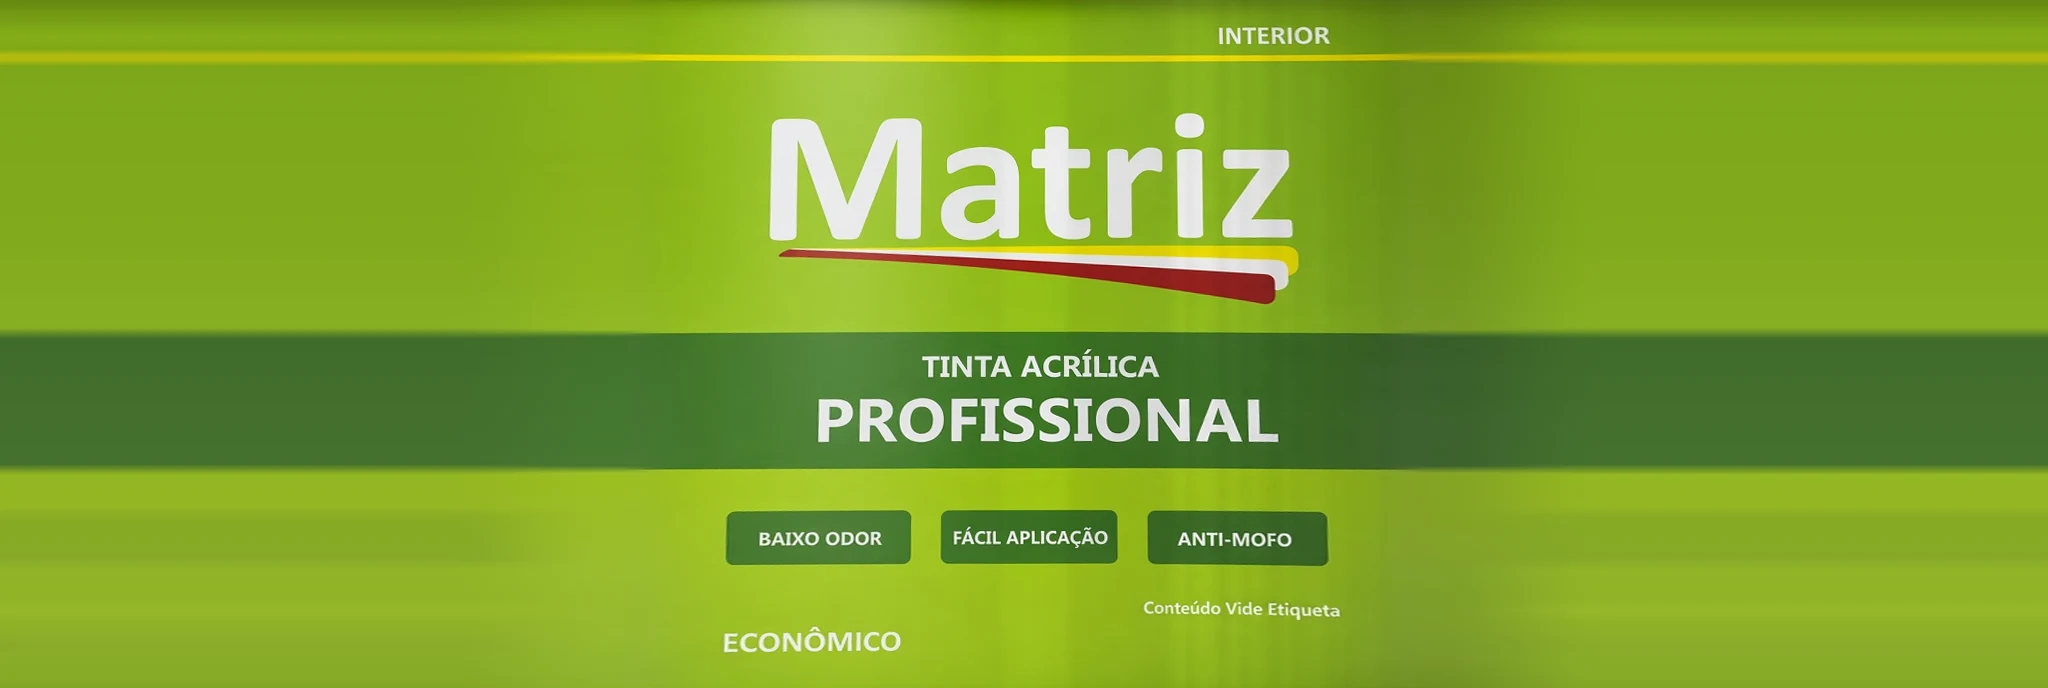 INTERIOR
Matriz
TINTA ACRÍLICA
PROFISSIONAL
BAIXO ODOR
FÁCIL APLICAÇÃO
ANTI-MOFO
Conteúdo Vide Etiqueta
ECONÔMICO